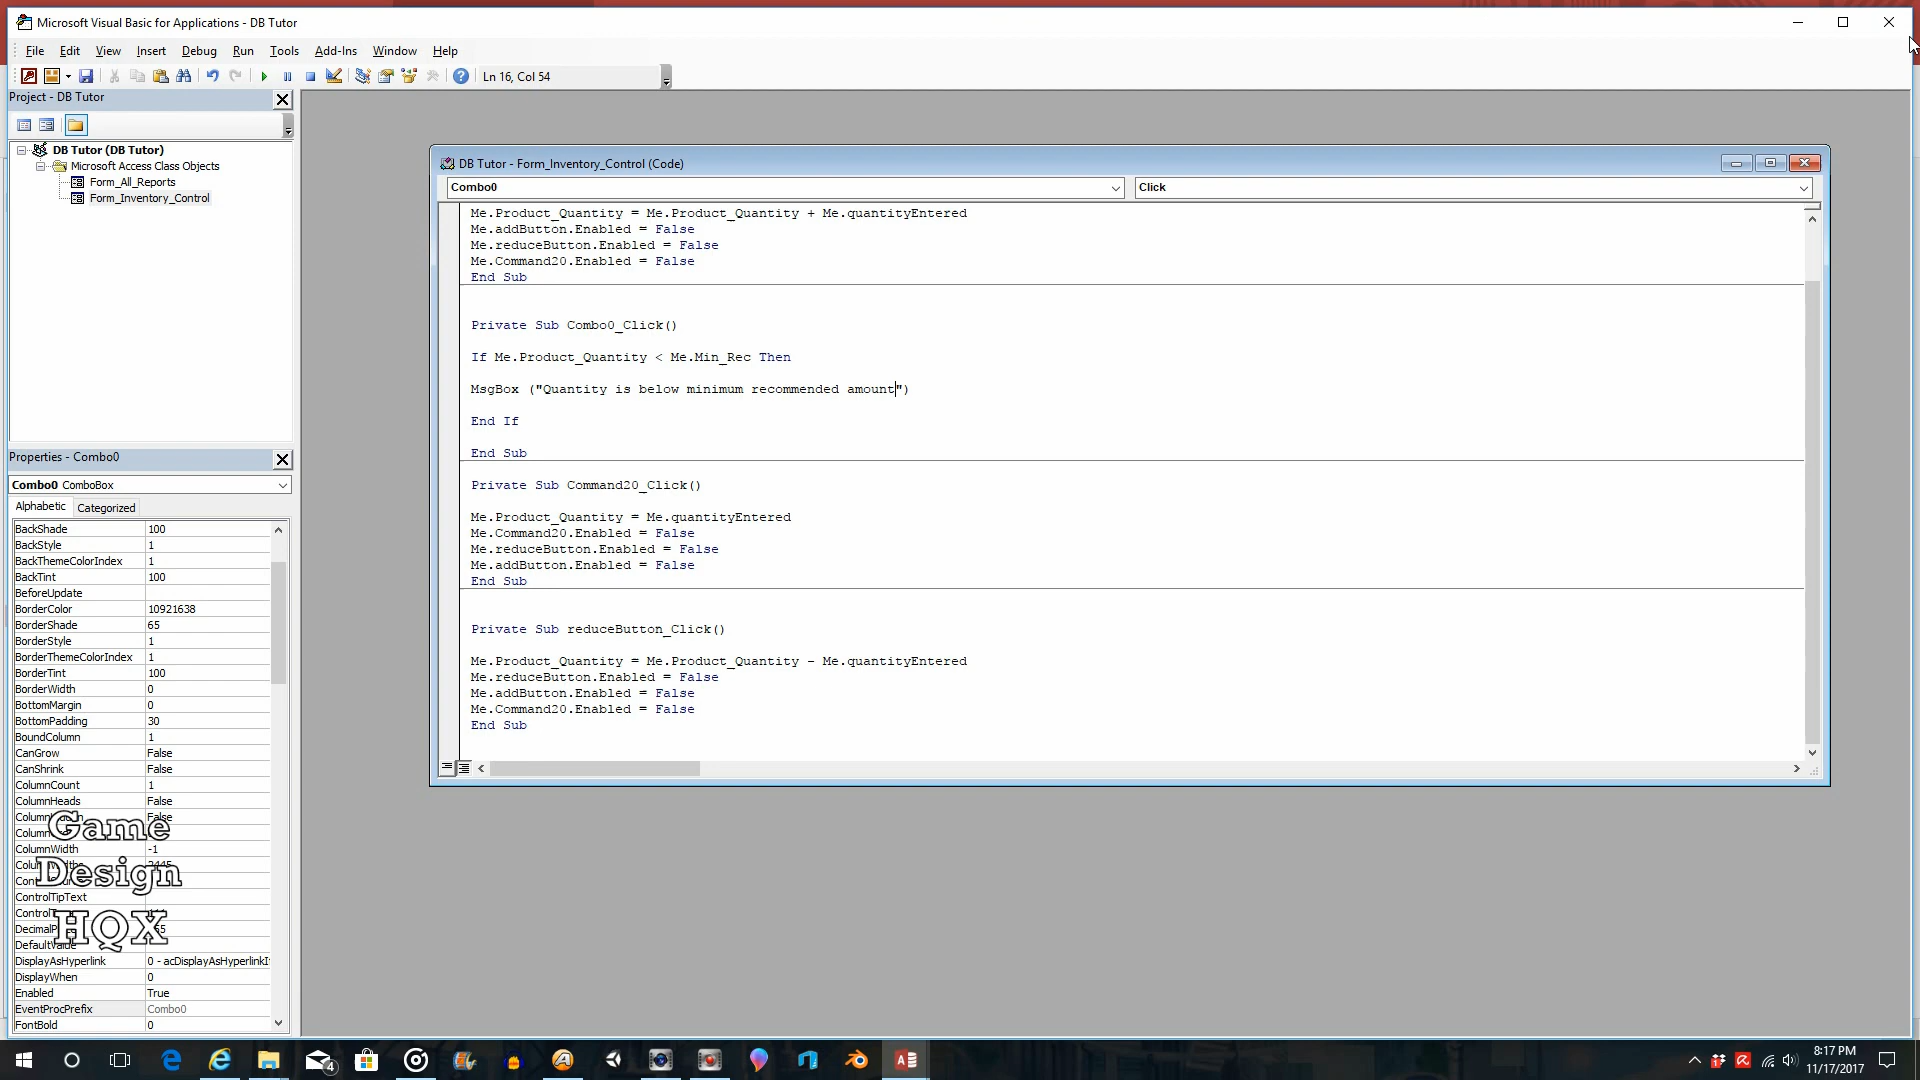 Microsoft Visual Basic for Applications - DB Tutor
File Edit View Insert Debug Run Tools Add-Ins Window Help
Ln 16, Col 54
Project - DB Tutor
DB Tutor (DB Tutor)
Microsoft Access Class Objects
Form_All_Reports
Form_Inventory_Control
DB Tutor - Form_Inventory_Control (Code)
Combo0 Click
Me.Product_Quantity = Me.Product_Quantity + Me.quantityEntered
Me.addButton.Enabled = False
Me.reduceButton.Enabled = False
Me.Command20.Enabled = False
End Sub
Private Sub Combo0_Click()
If Me.Product_Quantity < Me.Min_Rec Then
MsgBox ("Quantity is below minimum recommended amount")
End If
End Sub
Private Sub Command20_Click()
Me.Product_Quantity = Me.quantityEntered
Me.Command20.Enabled = False
Me.reduceButton.Enabled = False
Me.addButton.Enabled = False
End Sub
Private Sub reduceButton_Click()
Me.Product_Quantity = Me.Product_Quantity - Me.quantityEntered
Me.reduceButton.Enabled = False
Me.addButton.Enabled = False
Me.Command20.Enabled = False
End Sub
Properties - Combo0
Combo0 ComboBox
Alphabetic Categorized
BackShade 100
BackStyle 1
BackThemeColorIndex 1
BackTint 100
BeforeUpdate
BorderColor 10921638
BorderShade 65
BorderStyle 1
BorderThemeColorIndex 1
BorderTint 100
BorderWidth 0
BottomMargin 0
BottomPadding 30
BoundColumn 1
CanGrow False
CanShrink False
ColumnCount 1
ColumnHeads False
False
ColumnWidth -1
ControlTipText
DefaultValue
DisplayAsHyperlink 0 - acDisplayAsHyperlinkI
DisplayWhen 0
Enabled True
EventProcPrefix Combo0
FontBold 0
Game
Design
HQX
4
8:17 PM
11/17/2017